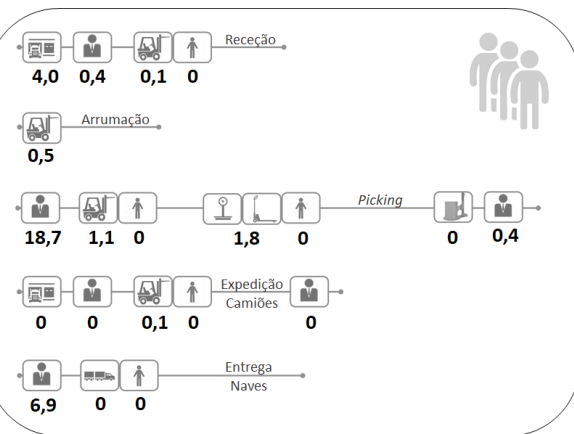 Receção
4,0 0,4 0,1 0
Arrumação
0,5
Picking
18,7 1,1 0 1,8 0 0 0,4
Expedição
Camiões
0 0 0,1 0 0
Entrega
Naves
6,9 0 0